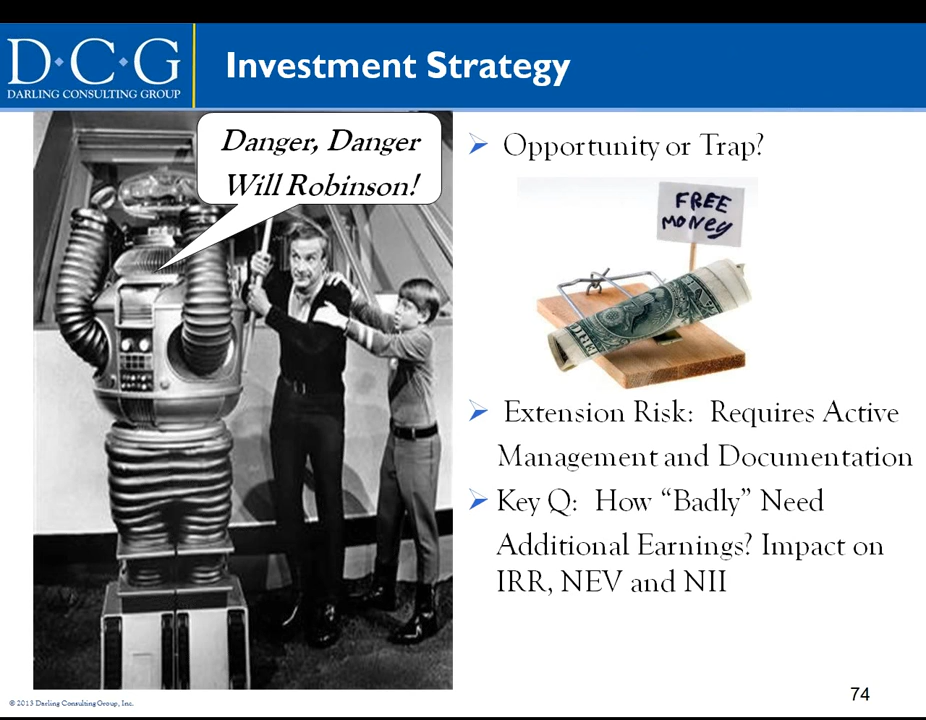 D·C·G
DARLING CONSULTING GROUP
Investment Strategy
Danger, Danger
Will Robinson!
➢ Opportunity or Trap?
FREE
MONEY
➢ Extension Risk: Requires Active
Management and Documentation
➢ Key Q: How “Badly” Need
Additional Earnings? Impact on
IRR, NEV and NII
© 2013 Darling Consulting Group, Inc.
74